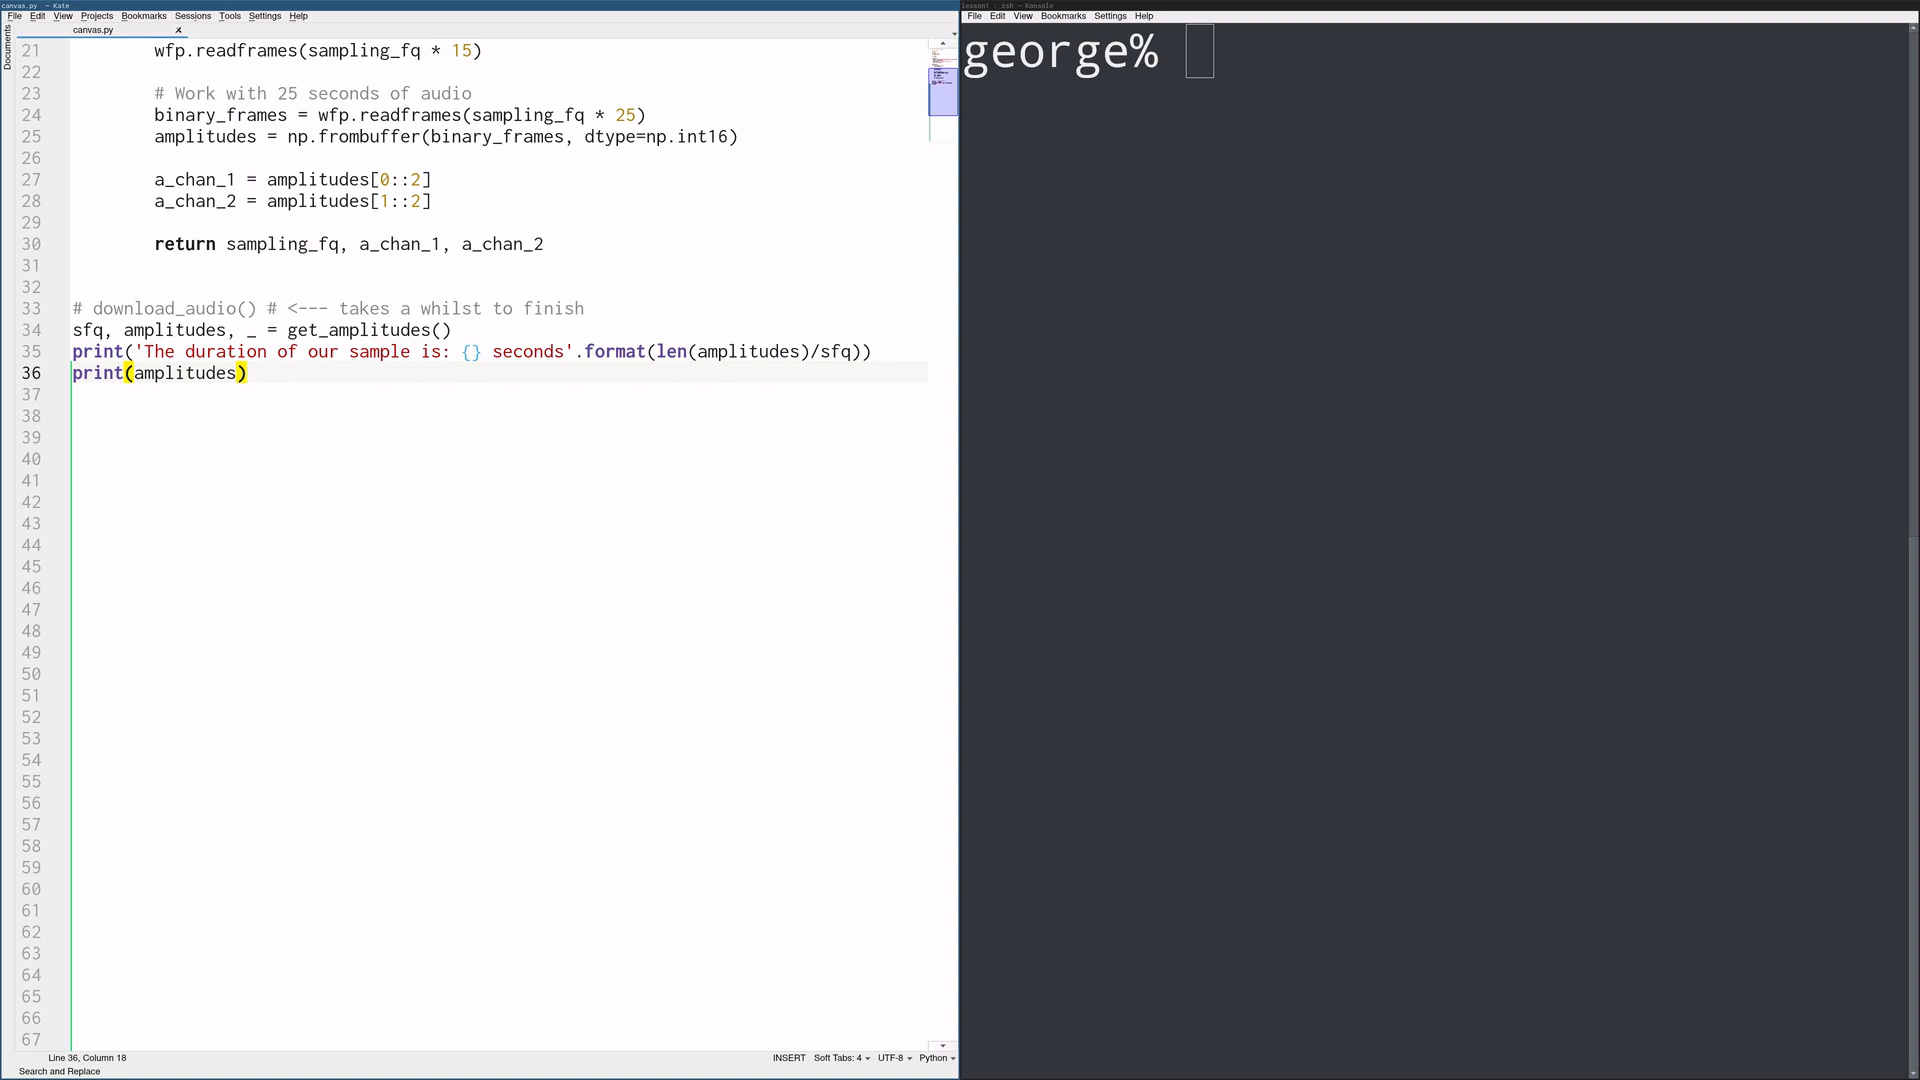 canvas.py — Kate
File Edit View Projects Bookmarks Sessions Tools Settings Help
canvas.py
Documents
21 wfp.readframes(sampling_fq * 15)
22
23 # Work with 25 seconds of audio
24 binary_frames = wfp.readframes(sampling_fq * 25)
25 amplitudes = np.frombuffer(binary_frames, dtype=np.int16)
26
27 a_chan_1 = amplitudes[0::2]
28 a_chan_2 = amplitudes[1::2]
29
30 return sampling_fq, a_chan_1, a_chan_2
31
32
33 # download_audio() # <--- takes a whilst to finish
34 sfq, amplitudes, _ = get_amplitudes()
35 print('The duration of our sample is: {} seconds'.format(len(amplitudes)/sfq))
36 print(amplitudes)
37
38
39
40
41
42
43
44
45
46
47
48
49
50
51
52
53
54
55
56
57
58
59
60
61
62
63
64
65
66
67
Line 36, Column 18 INSERT Soft Tabs: 4 UTF-8 Python
Search and Replace
lesson1 : zsh — Konsole
File Edit View Bookmarks Settings Help
george%